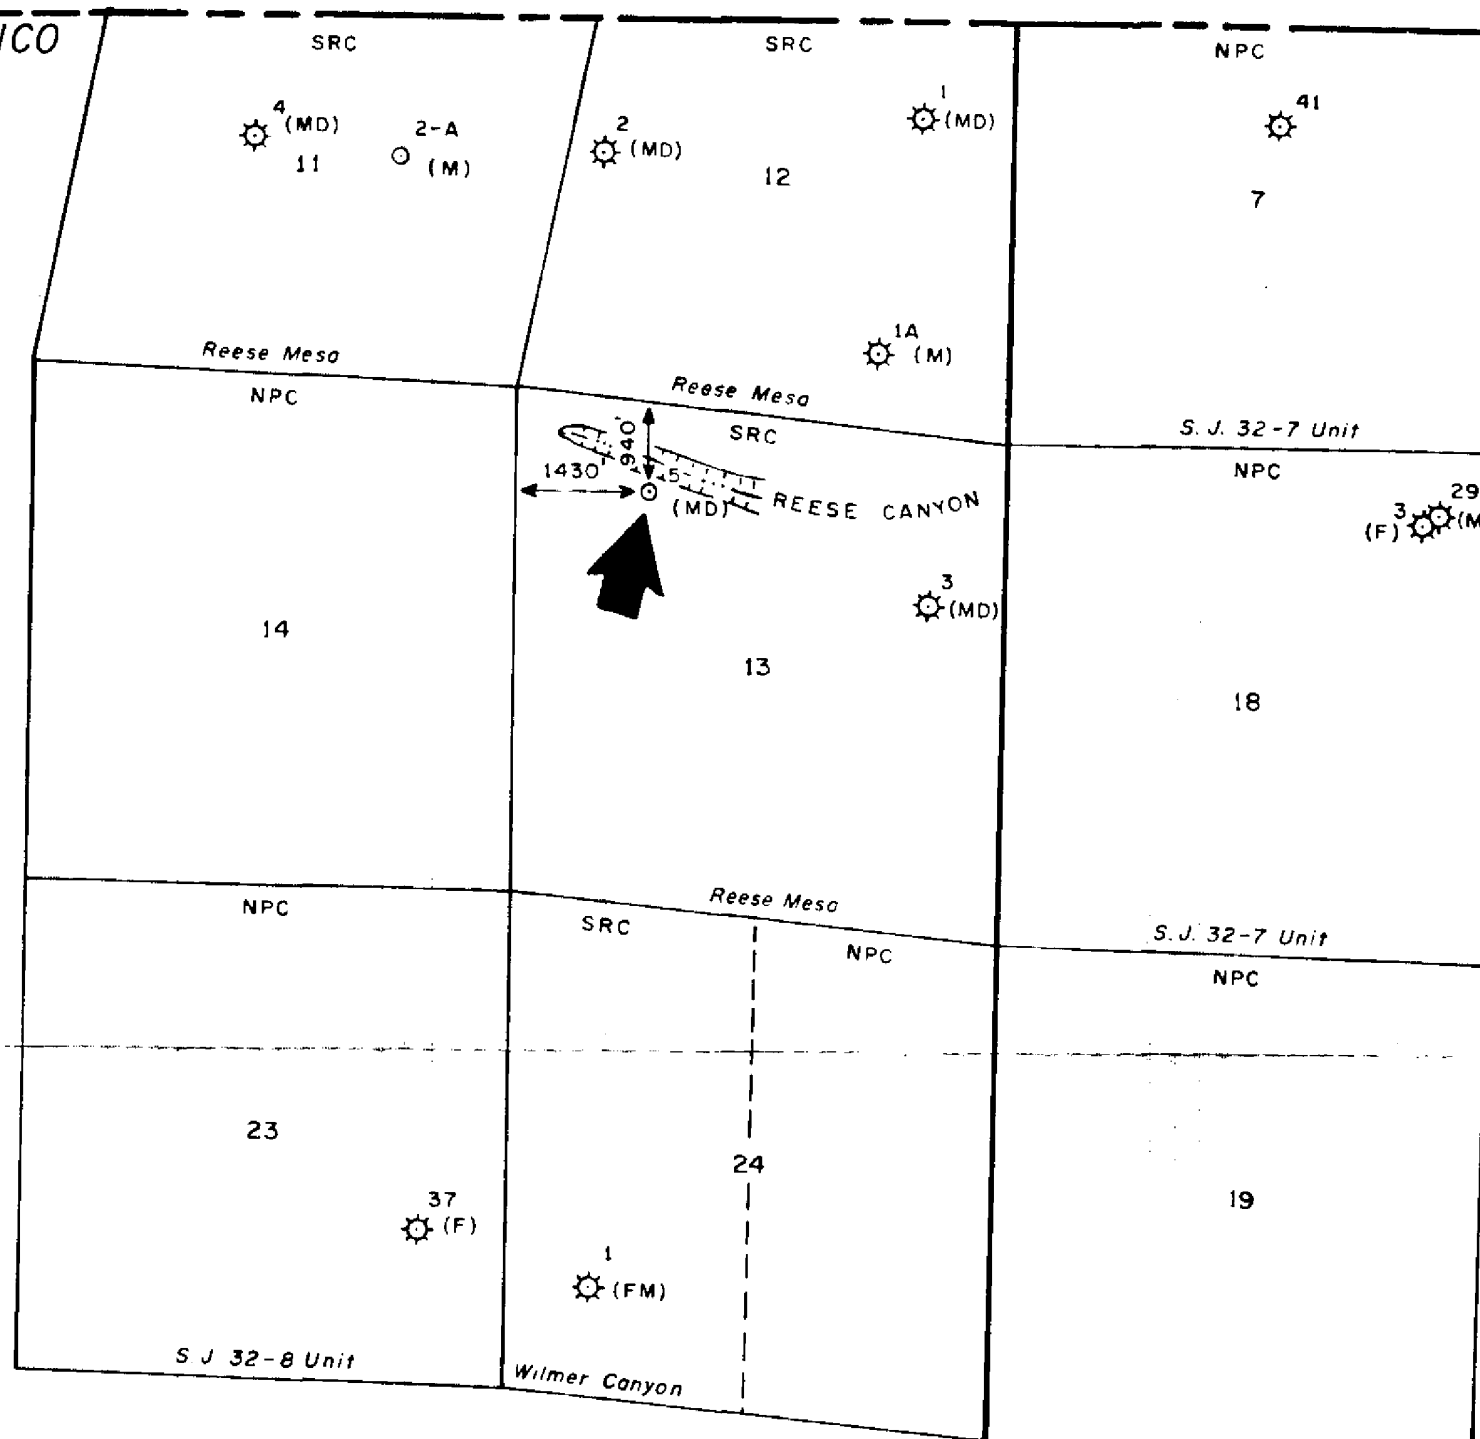 ICO
SRC
SRC
NPC
4
(MD)
11
2-A
(M)
2
(MD)
12
1
(MD)
41
7
1A
(M)
Reese Mesa
Reese Mesa
S. J. 32-7 Unit
NPC
SRC
NPC
940'
1430'
5
(MD)
REESE CANYON
3
(F)
29
(M
3
(MD)
14
13
18
Reese Mesa
S. J. 32-7 Unit
NPC
SRC
NPC
NPC
23
24
19
37
(F)
1
(FM)
S J 32-8 Unit
Wilmer Canyon